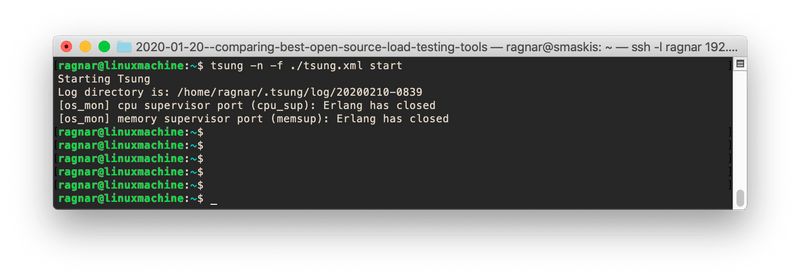 2020-01-20--comparing-best-open-source-load-testing-tools — ragnar@smaskis: ~ — ssh -l ragnar 192....
ragnar@linuxmachine:~$ tsung -n -f ./tsung.xml start
Starting Tsung
Log directory is: /home/ragnar/.tsung/log/20200210-0839
[os_mon] cpu supervisor port (cpu_sup): Erlang has closed
[os_mon] memory supervisor port (memsup): Erlang has closed
ragnar@linuxmachine:~$
ragnar@linuxmachine:~$
ragnar@linuxmachine:~$
ragnar@linuxmachine:~$
ragnar@linuxmachine:~$
ragnar@linuxmachine:~$ _